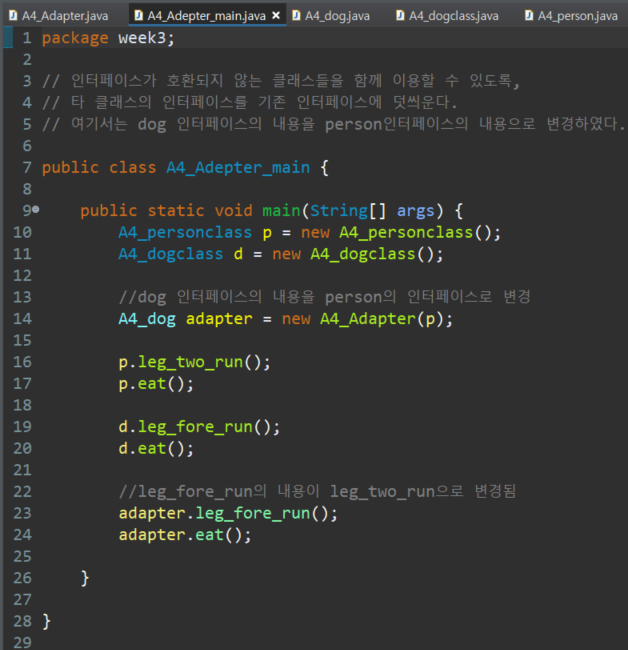 A4_Adapter.java A4_Adepter_main.java A4_dog.java A4_dogclass.java A4_person.java
1 package week3;
2
3 // 인터페이스가 호환되지 않는 클래스들을 함께 이용할 수 있도록,
4 // 타 클래스의 인터페이스를 기존 인터페이스에 덧씌운다.
5 // 여기서는 dog 인터페이스의 내용을 person인터페이스의 내용으로 변경하였다.
6
7 public class A4_Adepter_main {
8
9 public static void main(String[] args) {
10 A4_personclass p = new A4_personclass();
11 A4_dogclass d = new A4_dogclass();
12
13 //dog 인터페이스의 내용을 person의 인터페이스로 변경
14 A4_dog adapter = new A4_Adapter(p);
15
16 p.leg_two_run();
17 p.eat();
18
19 d.leg_fore_run();
20 d.eat();
21
22 //leg_fore_run의 내용이 leg_two_run으로 변경됨
23 adapter.leg_fore_run();
24 adapter.eat();
25
26 }
27
28 }
29